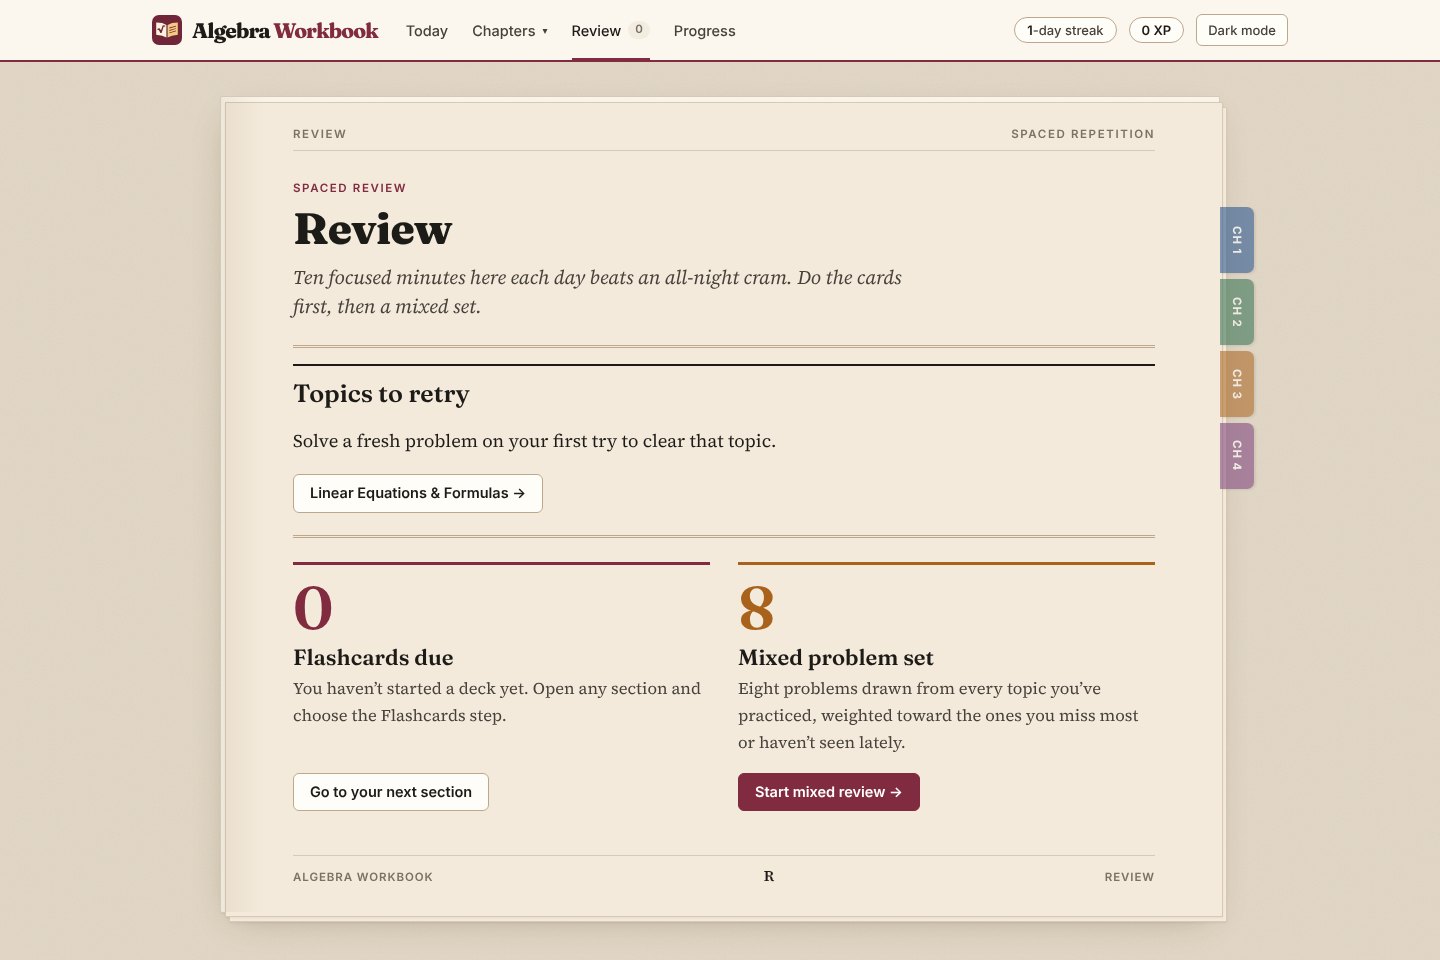 Algebra Workbook Today Chapters ▾ Review 0 Progress 1-day streak 0 XP Dark mode
REVIEW SPACED REPETITION
SPACED REVIEW
Review
Ten focused minutes here each day beats an all-night cram. Do the cards
first, then a mixed set.
Topics to retry
Solve a fresh problem on your first try to clear that topic.
Linear Equations & Formulas →
0
Flashcards due
You haven’t started a deck yet. Open any section and
choose the Flashcards step.
Go to your next section
8
Mixed problem set
Eight problems drawn from every topic you’ve
practiced, weighted toward the ones you miss most
or haven’t seen lately.
Start mixed review →
CH 1
CH 2
CH 3
CH 4
ALGEBRA WORKBOOK R REVIEW